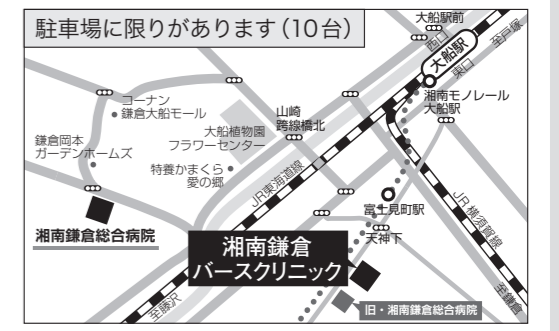 駐車場に限りがあります（10台）
大船駅前
西口
至戸塚
大船駅
東口
湘南モノレール
大船駅
コーナン
鎌倉大船モール
山崎
跨線橋北
大船植物園
フラワーセンター
鎌倉岡本
ガーデンホームズ
特養かまくら
愛の郷
JR東海道線
富士見町駅
JR横須賀線
天神下
湘南鎌倉総合病院
湘南鎌倉
バースクリニック
至藤沢
旧・湘南鎌倉総合病院
至鎌倉